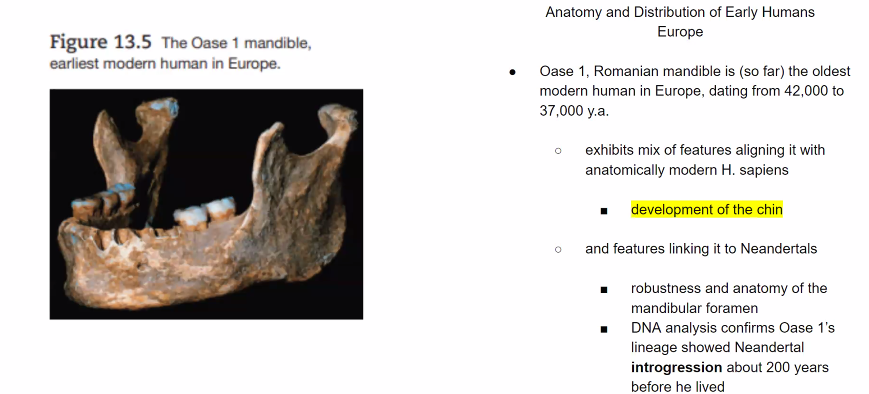 Figure 13.5 The Oase 1 mandible,
earliest modern human in Europe.
Anatomy and Distribution of Early Humans
Europe
● Oase 1, Romanian mandible is (so far) the oldest
modern human in Europe, dating from 42,000 to
37,000 y.a.
○ exhibits mix of features aligning it with
anatomically modern H. sapiens
■ development of the chin
○ and features linking it to Neandertals
■ robustness and anatomy of the
mandibular foramen
■ DNA analysis confirms Oase 1’s
lineage showed Neandertal
introgression about 200 years
before he lived